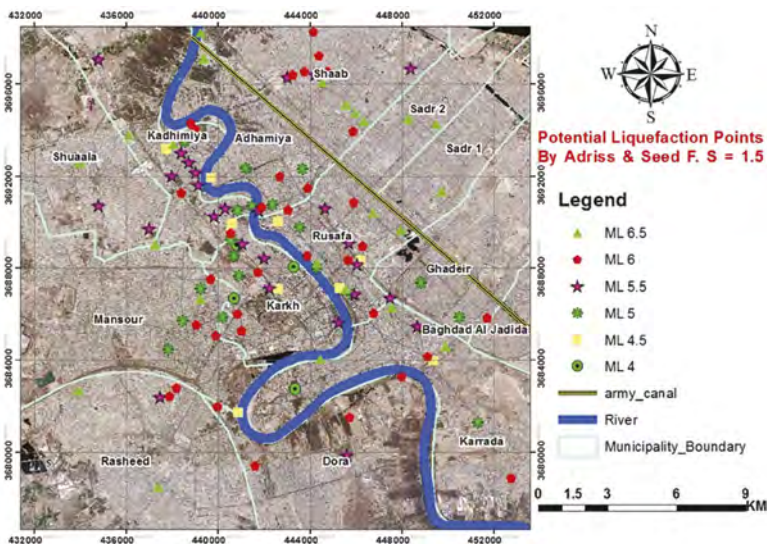 432000 436000 440000 444000 448000 452000
3696000
3692000
3688000
3684000
3680000
Shaab
Sadr 2
Kadhimiya
Adhamiya
Sadr 1
Shuaala
Rusafa
Ghadeir
Karkh
Mansour
Baghdad Al Jadida
Karrada
Rasheed
Dora
432000 436000 440000 444000 448000 452000
N
W E
S
Potential Liquefaction Points
By Adriss & Seed F. S = 1.5
Legend
ML 6.5
ML 6
ML 5.5
ML 5
ML 4.5
ML 4
army_canal
River
Municipality_Boundary
0 1.5 3 6 9
KM